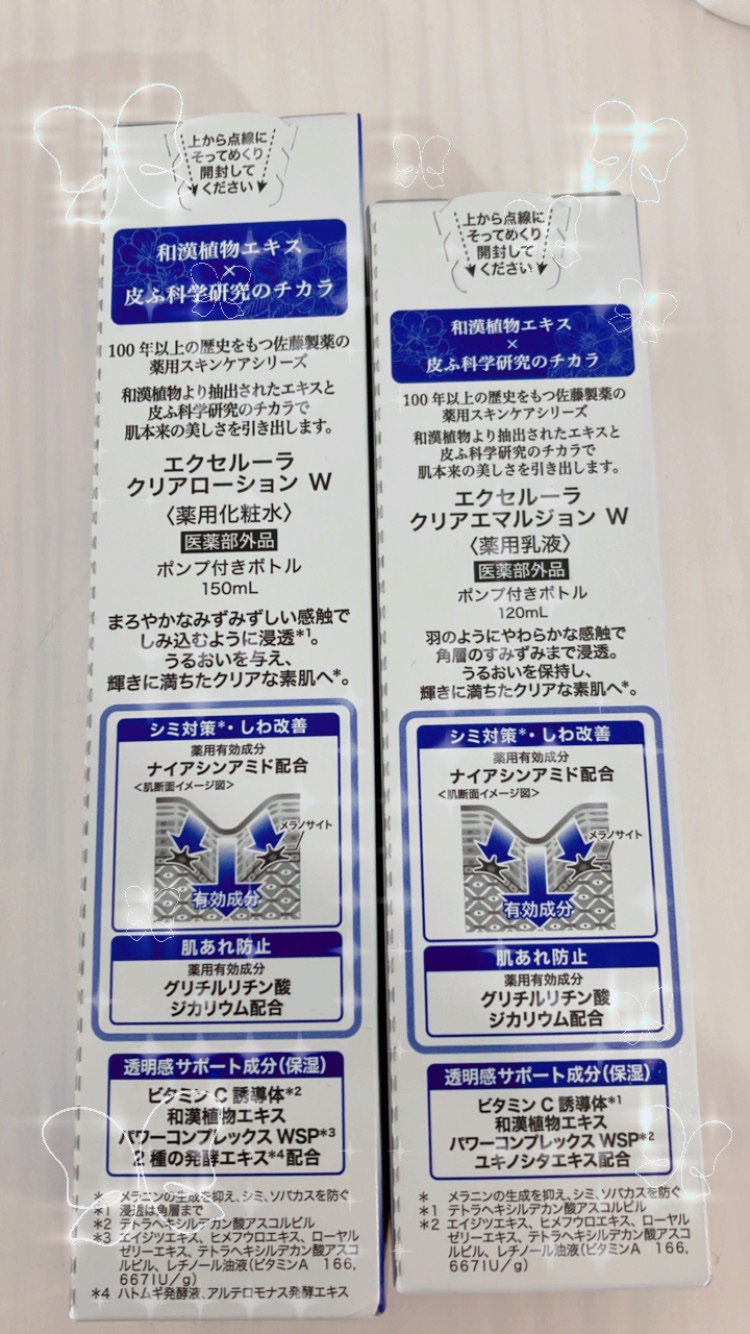 上から点線に
そってめくり
開封して
ください
和漢植物エキス
×
皮ふ科学研究のチカラ
100年以上の歴史をもつ佐藤製薬の
薬用スキンケアシリーズ
和漢植物より抽出されたエキスと
皮ふ科学研究のチカラで
肌本来の美しさを引き出します。
エクセルーラ
クリアローション W
〈薬用化粧水〉
医薬部外品
ポンプ付きボトル
150mL
まろやかなみずみずしい感触で
しみ込むように浸透*1。
うるおいを与え、
輝きに満ちたクリアな素肌へ*。
シミ対策*・しわ改善
薬用有効成分
ナイアシンアミド配合
<肌断面イメージ図>
メラノサイト
有効成分
肌あれ防止
薬用有効成分
グリチルリチン酸
ジカリウム配合
透明感サポート成分(保湿)
ビタミンC誘導体*2
和漢植物エキス
パワーコンプレックスWSP*3
2種の発酵エキス*4配合
* メラニンの生成を抑え、シミ、ソバカスを防ぐ
*1 浸透は角層まで
*2 テトラヘキシルデカン酸アスコルビル
*3 エイジツエキス、ヒメフウロエキス、ローヤル
ゼリーエキス、テトラヘキシルデカン酸アスコ
ルビル、レチノール油液(ビタミンA 166,
667IU/g)
*4 ハトムギ発酵液、アルテロモナス発酵エキス
上から点線に
そってめくり
開封して
ください
和漢植物エキス
×
皮ふ科学研究のチカラ
100年以上の歴史をもつ佐藤製薬の
薬用スキンケアシリーズ
和漢植物より抽出されたエキスと
皮ふ科学研究のチカラで
肌本来の美しさを引き出します。
エクセルーラ
クリアエマルジョン W
〈薬用乳液〉
医薬部外品
ポンプ付きボトル
120mL
羽のようにやわらかな感触で
角層のすみずみまで浸透。
うるおいを保持し、
輝きに満ちたクリアな素肌へ*。
シミ対策*・しわ改善
薬用有効成分
ナイアシンアミド配合
<肌断面イメージ図>
メラノサイト
有効成分
肌あれ防止
薬用有効成分
グリチルリチン酸
ジカリウム配合
透明感サポート成分(保湿)
ビタミンC誘導体*1
和漢植物エキス
パワーコンプレックスWSP*2
ユキノシタエキス配合
* メラニンの生成を抑え、シミ、ソバカスを防ぐ
*1 テトラヘキシルデカン酸アスコルビル
*2 エイジツエキス、ヒメフウロエキス、ローヤル
ゼリーエキス、テトラヘキシルデカン酸アスコ
ルビル、レチノール油液(ビタミンA 166,
667IU/g)